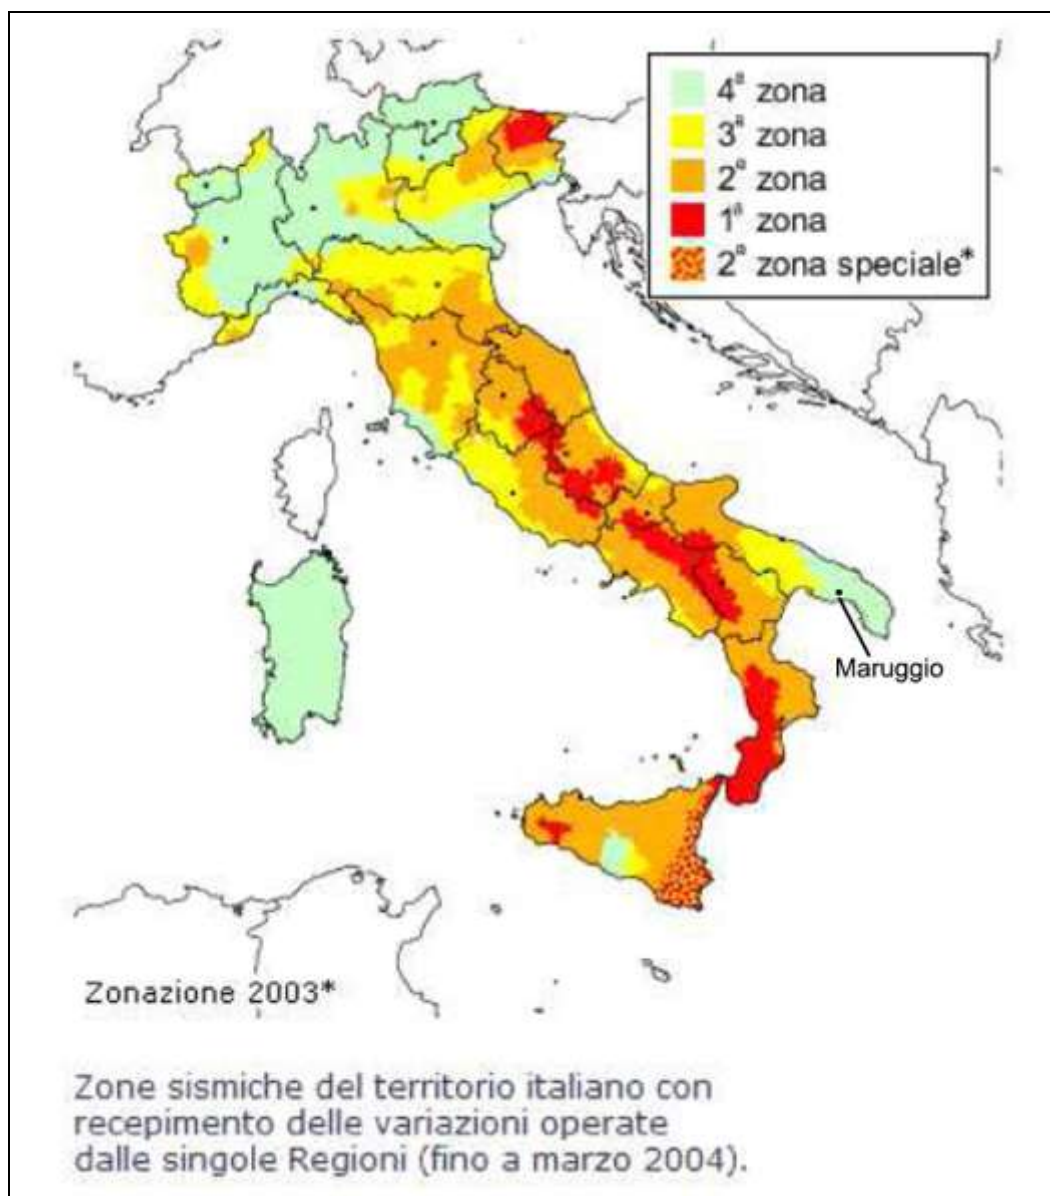 4ª zona
3ª zona
2ª zona
1ª zona
2ª zona speciale*
Maruggio
Zonazione 2003*
Zone sismiche del territorio italiano con
recepimento delle variazioni operate
dalle singole Regioni (fino a marzo 2004).